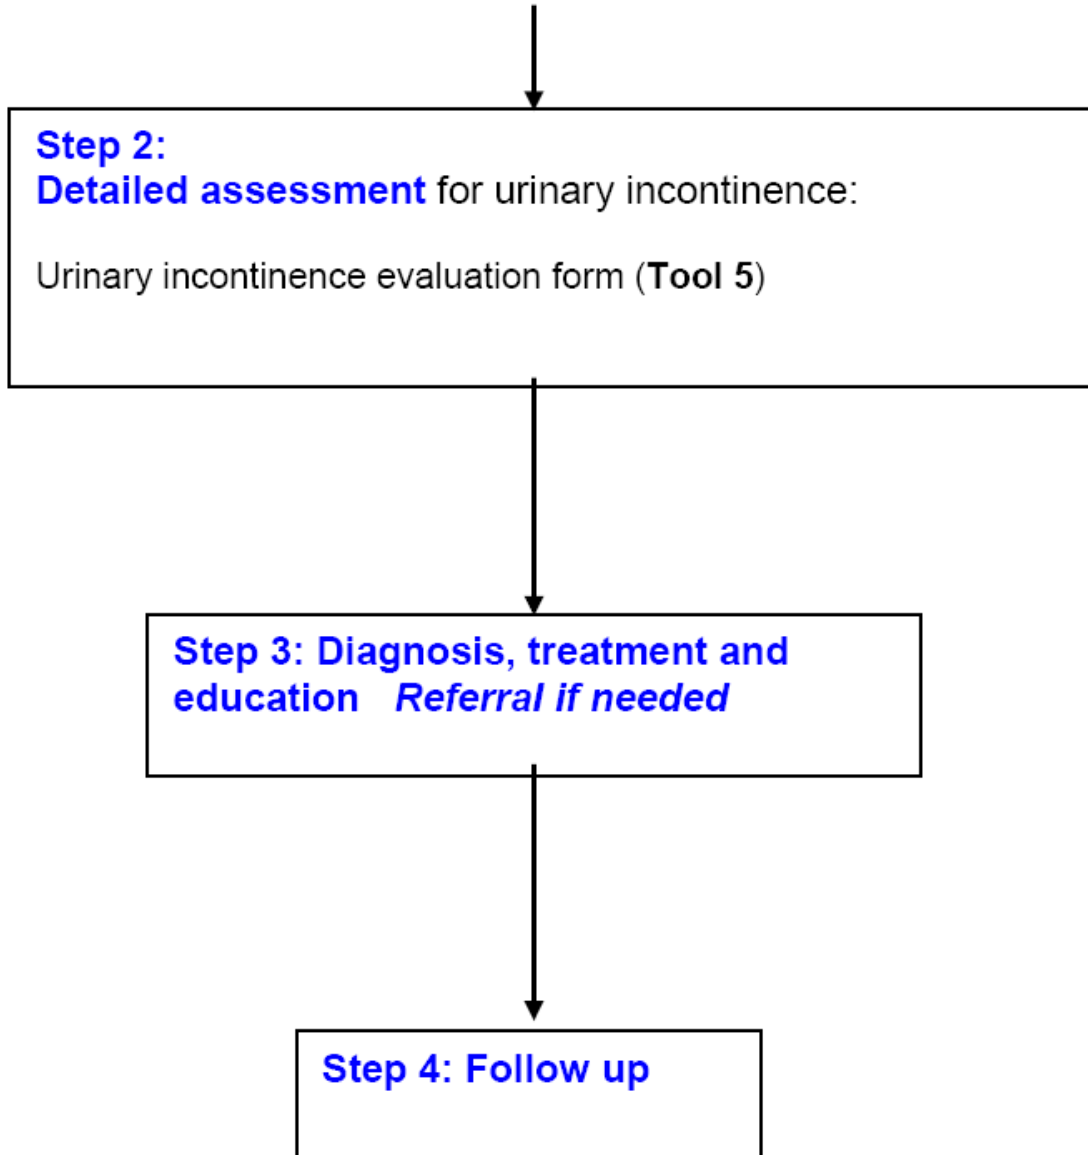 Step 2:
Detailed assessment for urinary incontinence:
Urinary incontinence evaluation form (Tool 5)
Step 3: Diagnosis, treatment and
education Referral if needed
Step 4: Follow up